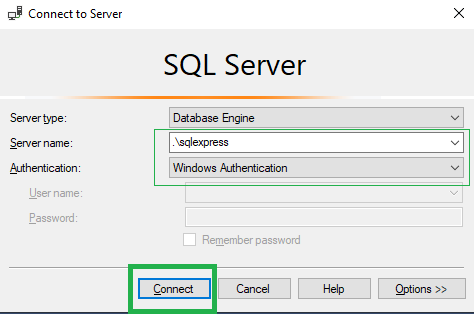 Connect to Server
SQL Server
Server type: Database Engine
Server name: .\sqlexpress
Authentication: Windows Authentication
User name:
Password:
Remember password
Connect Cancel Help Options >>